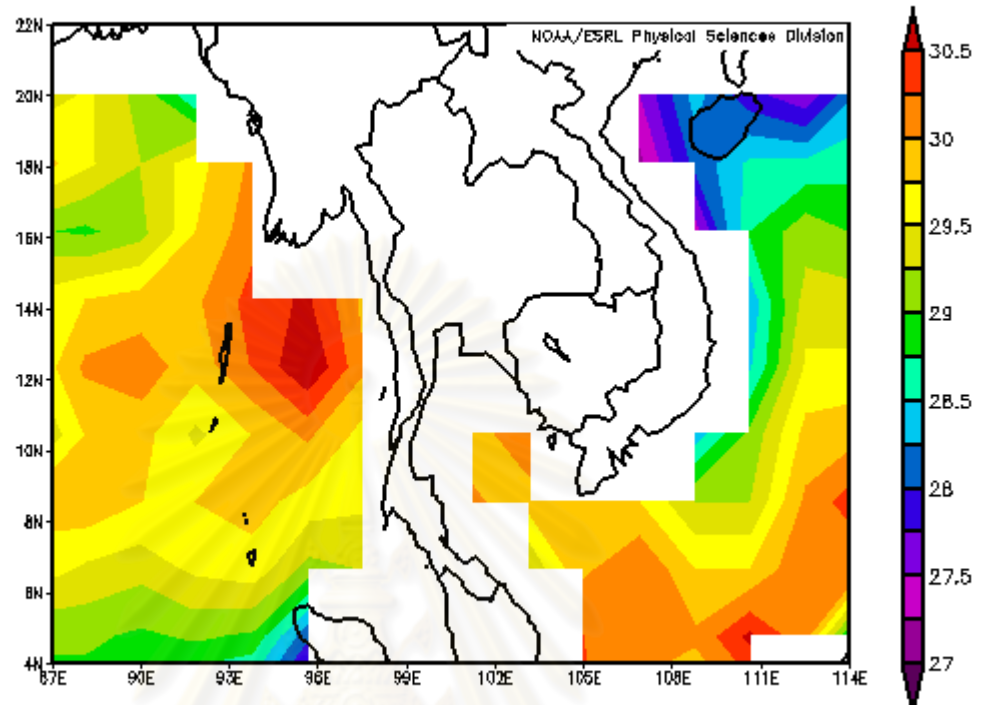 NOAA/ESRL Physical Sciences Division
22N
20N
18N
16N
14N
12N
10N
8N
6N
4N
87E 90E 93E 96E 99E 102E 105E 108E 111E 114E
30.5
30
29.5
29
28.5
28
27.5
27